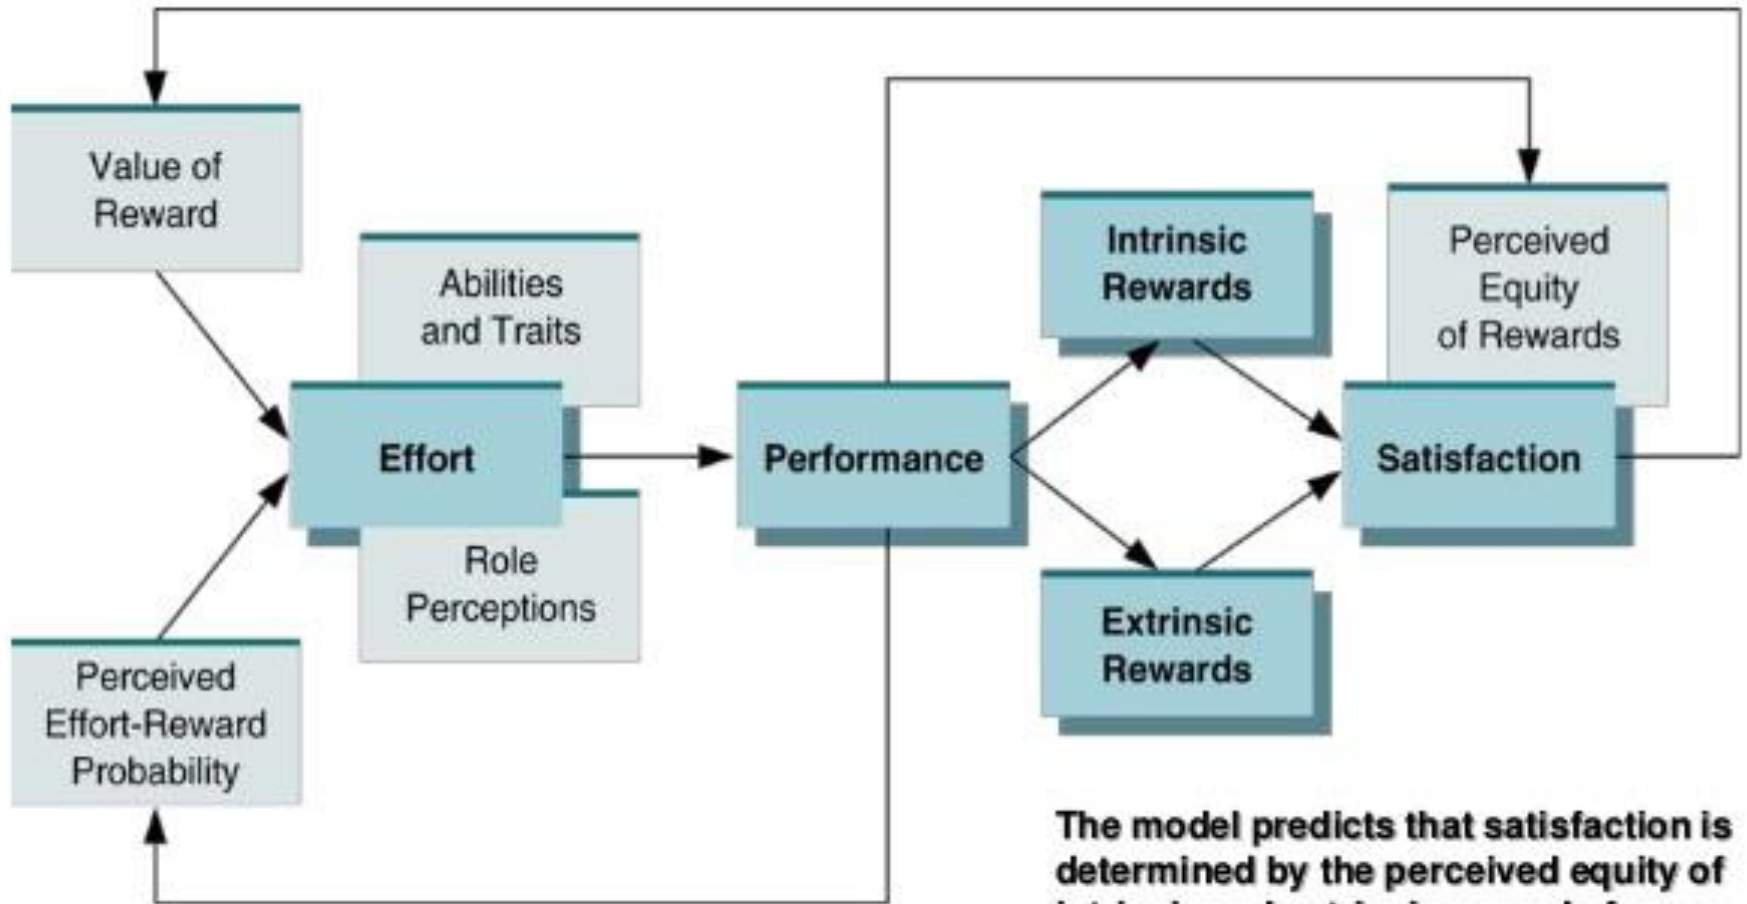 Value of
Reward
Abilities
and Traits
Effort
Role
Perceptions
Perceived
Effort-Reward
Probability
Performance
Intrinsic
Rewards
Extrinsic
Rewards
Perceived
Equity
of Rewards
Satisfaction
The model predicts that satisfaction is
determined by the perceived equity of